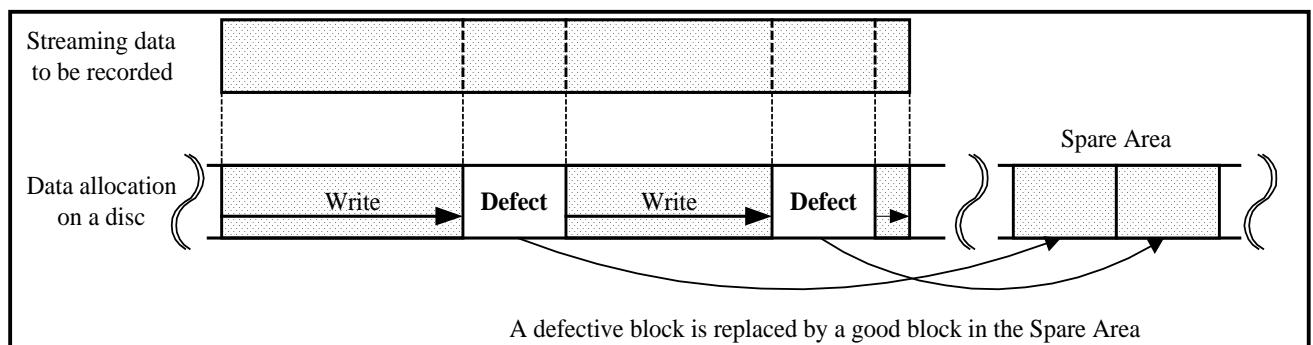 Streaming data
to be recorded
Spare Area
Data allocation
on a disc
Write
Defect
Write
Defect
A defective block is replaced by a good block in the Spare Area